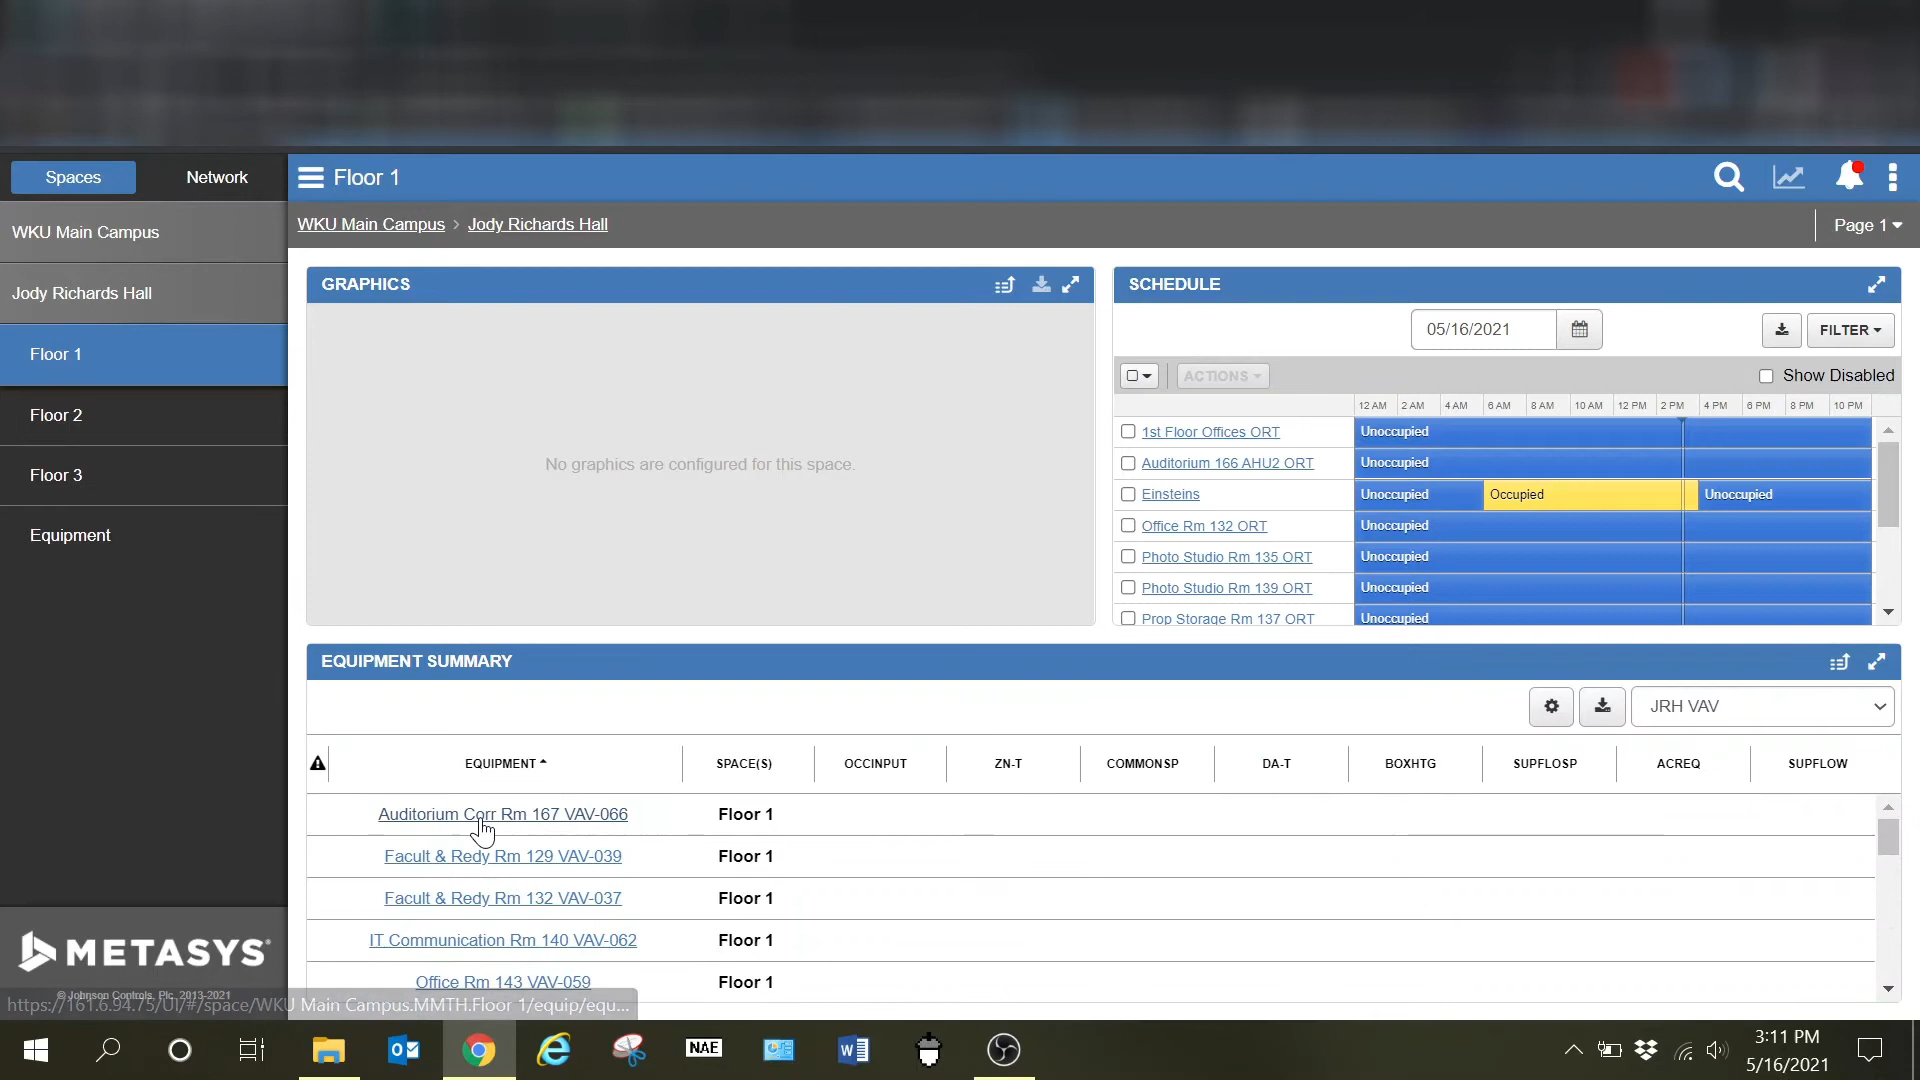 Spaces
Network
Floor 1
WKU Main Campus
WKU Main Campus › Jody Richards Hall
Page 1
Jody Richards Hall
Floor 1
Floor 2
Floor 3
Equipment
GRAPHICS
No graphics are configured for this space.
SCHEDULE
05/16/2021
FILTER
ACTIONS
Show Disabled
12 AM 2 AM 4 AM 6 AM 8 AM 10 AM 12 PM 2 PM 4 PM 6 PM 8 PM 10 PM
1st Floor Offices ORT Unoccupied
Auditorium 166 AHU2 ORT Unoccupied
Einsteins Unoccupied Occupied Unoccupied
Office Rm 132 ORT Unoccupied
Photo Studio Rm 135 ORT Unoccupied
Photo Studio Rm 139 ORT Unoccupied
Prop Storage Rm 137 ORT Unoccupied
EQUIPMENT SUMMARY
JRH VAV
EQUIPMENT SPACE(S) OCCINPUT ZN-T COMMONSP DA-T BOXHTG SUPFLOSP ACREQ SUPFLOW
Auditorium Corr Rm 167 VAV-066 Floor 1
Facult & Redy Rm 129 VAV-039 Floor 1
Facult & Redy Rm 132 VAV-037 Floor 1
IT Communication Rm 140 VAV-062 Floor 1
Office Rm 143 VAV-059 Floor 1
METASYS®
© Johnson Controls, Plc. 2013-2021
https://161.6.94.75/UI/#/space/WKU Main Campus.MMTH.Floor 1/equip/equ...
NAE
3:11 PM
5/16/2021